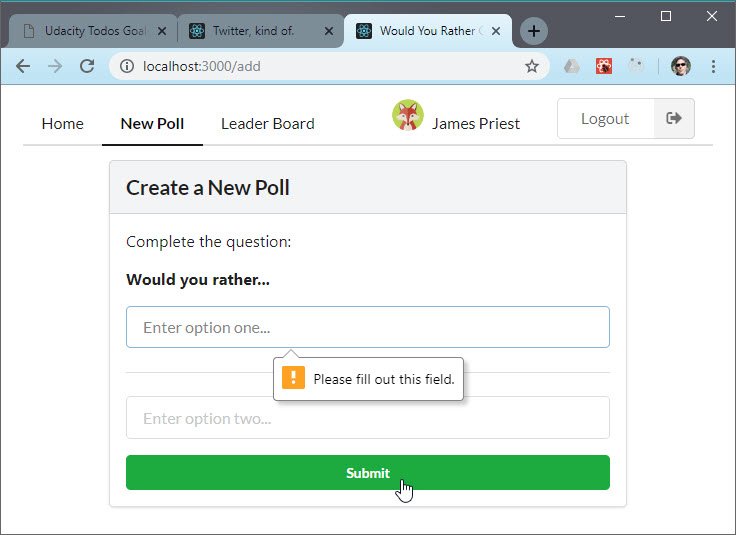 Udacity Todos Goal
Twitter, kind of.
Would You Rather
localhost:3000/add
Home
New Poll
Leader Board
James Priest
Logout
Create a New Poll
Complete the question:
Would you rather...
Enter option one...
Please fill out this field.
Enter option two...
Submit